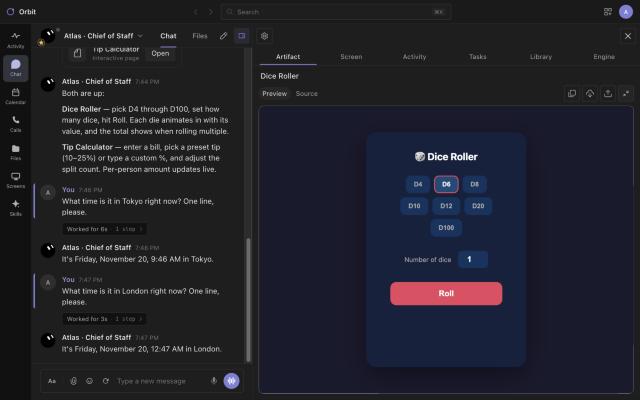 Orbit
Search
⌘K
A
Activity
Chat
Calendar
Calls
Files
Screens
Skills
Atlas · Chief of Staff
Chat
Files
Tip Calculator
Interactive page
Open
Atlas · Chief of Staff 7:44 PM
Both are up:
Dice Roller — pick D4 through D100, set how
many dice, hit Roll. Each die animates in with its
value, and the total shows when rolling multiple.
Tip Calculator — enter a bill, pick a preset tip
(10–25%) or type a custom %, and adjust the
split count. Per-person amount updates live.
A
You 7:46 PM
What time is it in Tokyo right now? One line,
please.
Worked for 6s · 1 step ›
Atlas · Chief of Staff 7:46 PM
It's Friday, November 20, 9:46 AM in Tokyo.
A
You 7:47 PM
What time is it in London right now? One line,
please.
Worked for 3s · 1 step ›
Atlas · Chief of Staff 7:47 PM
It's Friday, November 20, 12:47 AM in London.
Aa
Type a new message
Artifact
Screen
Activity
Tasks
Library
Engine
Dice Roller
Preview
Source
Dice Roller
D4
D6
D8
D10
D12
D20
D100
Number of dice
1
Roll